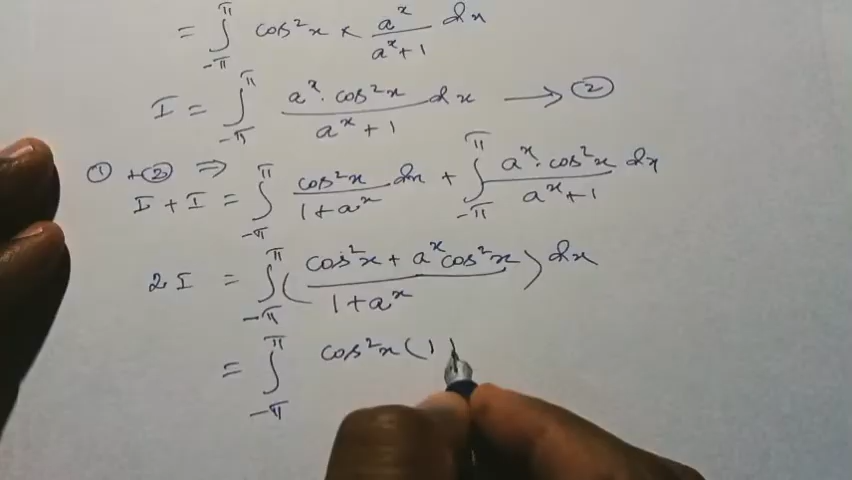 = ∫_{-π}^{π} cos²x × a^x/(a^x+1) dx
I = ∫_{-π}^{π} a^x · cos²x/(a^x+1) dx → ②
① + ② ⇒
I + I = ∫_{-π}^{π} cos²x/(1+a^x) dx + ∫_{-π}^{π} a^x · cos²x/(a^x+1) dx
2I = ∫_{-π}^{π} ( (cos²x + a^x cos²x)/(1+a^x) ) dx
= ∫_{-π}^{π} cos²x (1